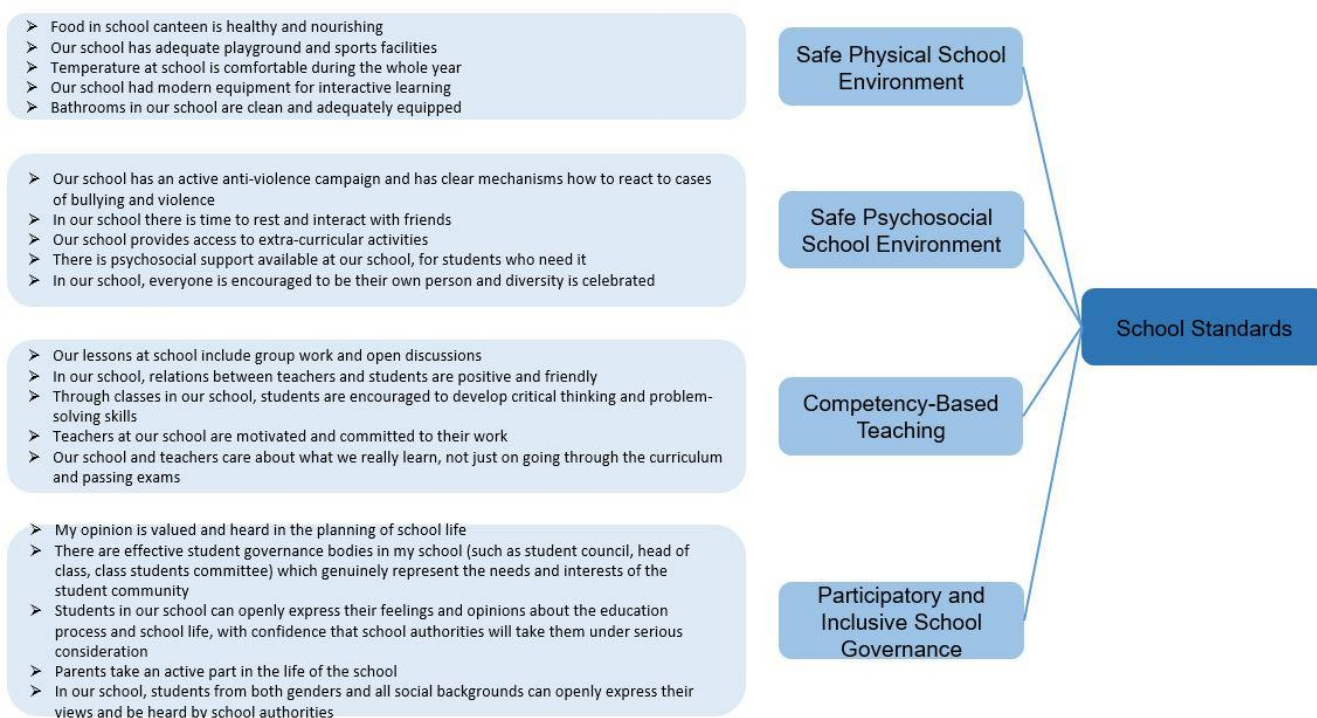 ➢ Food in school canteen is healthy and nourishing
➢ Our school has adequate playground and sports facilities
➢ Temperature at school is comfortable during the whole year
➢ Our school had modern equipment for interactive learning
➢ Bathrooms in our school are clean and adequately equipped
Safe Physical School
Environment
➢ Our school has an active anti-violence campaign and has clear mechanisms how to react to cases
of bullying and violence
➢ In our school there is time to rest and interact with friends
➢ Our school provides access to extra-curricular activities
➢ There is psychosocial support available at our school, for students who need it
➢ In our school, everyone is encouraged to be their own person and diversity is celebrated
Safe Psychosocial
School Environment
School Standards
➢ Our lessons at school include group work and open discussions
➢ In our school, relations between teachers and students are positive and friendly
➢ Through classes in our school, students are encouraged to develop critical thinking and problem-
solving skills
➢ Teachers at our school are motivated and committed to their work
➢ Our school and teachers care about what we really learn, not just on going through the curriculum
and passing exams
Competency-Based
Teaching
➢ My opinion is valued and heard in the planning of school life
➢ There are effective student governance bodies in my school (such as student council, head of
class, class students committee) which genuinely represent the needs and interests of the
student community
➢ Students in our school can openly express their feelings and opinions about the education
process and school life, with confidence that school authorities will take them under serious
consideration
➢ Parents take an active part in the life of the school
➢ In our school, students from both genders and all social backgrounds can openly express their
views and be heard by school authorities
Participatory and
Inclusive School
Governance